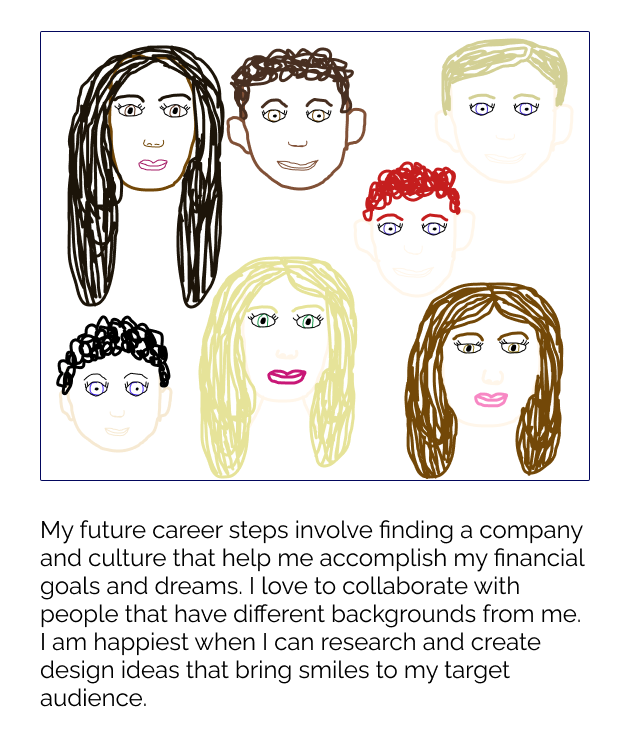 My future career steps involve finding a company
and culture that help me accomplish my financial
goals and dreams. I love to collaborate with
people that have different backgrounds from me.
I am happiest when I can research and create
design ideas that bring smiles to my target
audience.